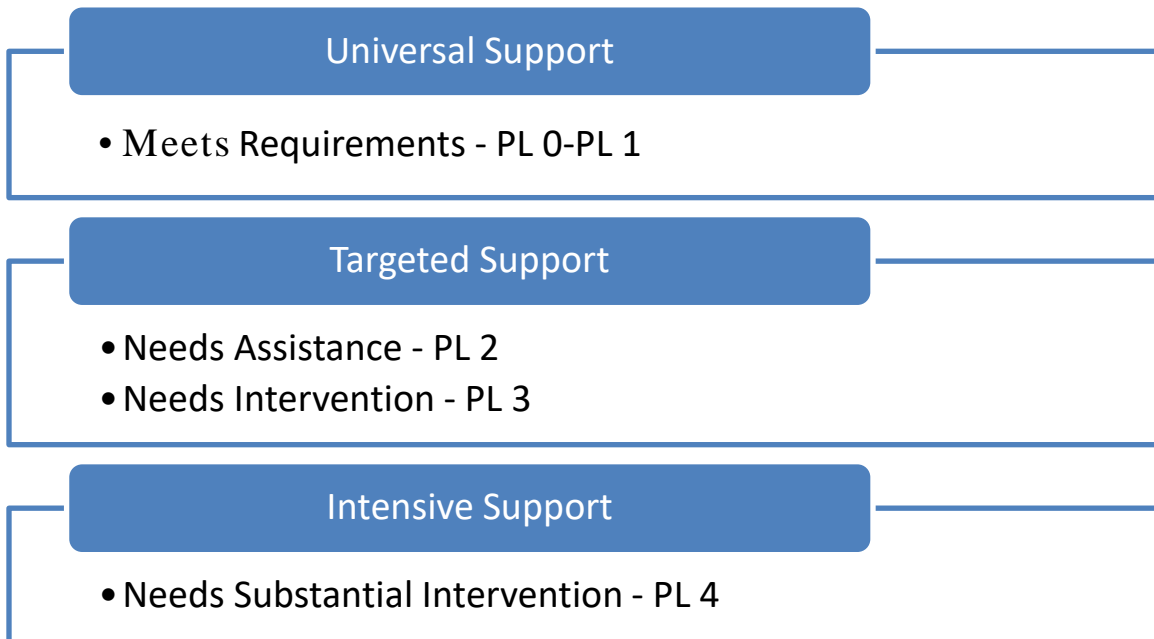 Universal Support
• Meets Requirements - PL 0-PL 1
Targeted Support
• Needs Assistance - PL 2
• Needs Intervention - PL 3
Intensive Support
• Needs Substantial Intervention - PL 4